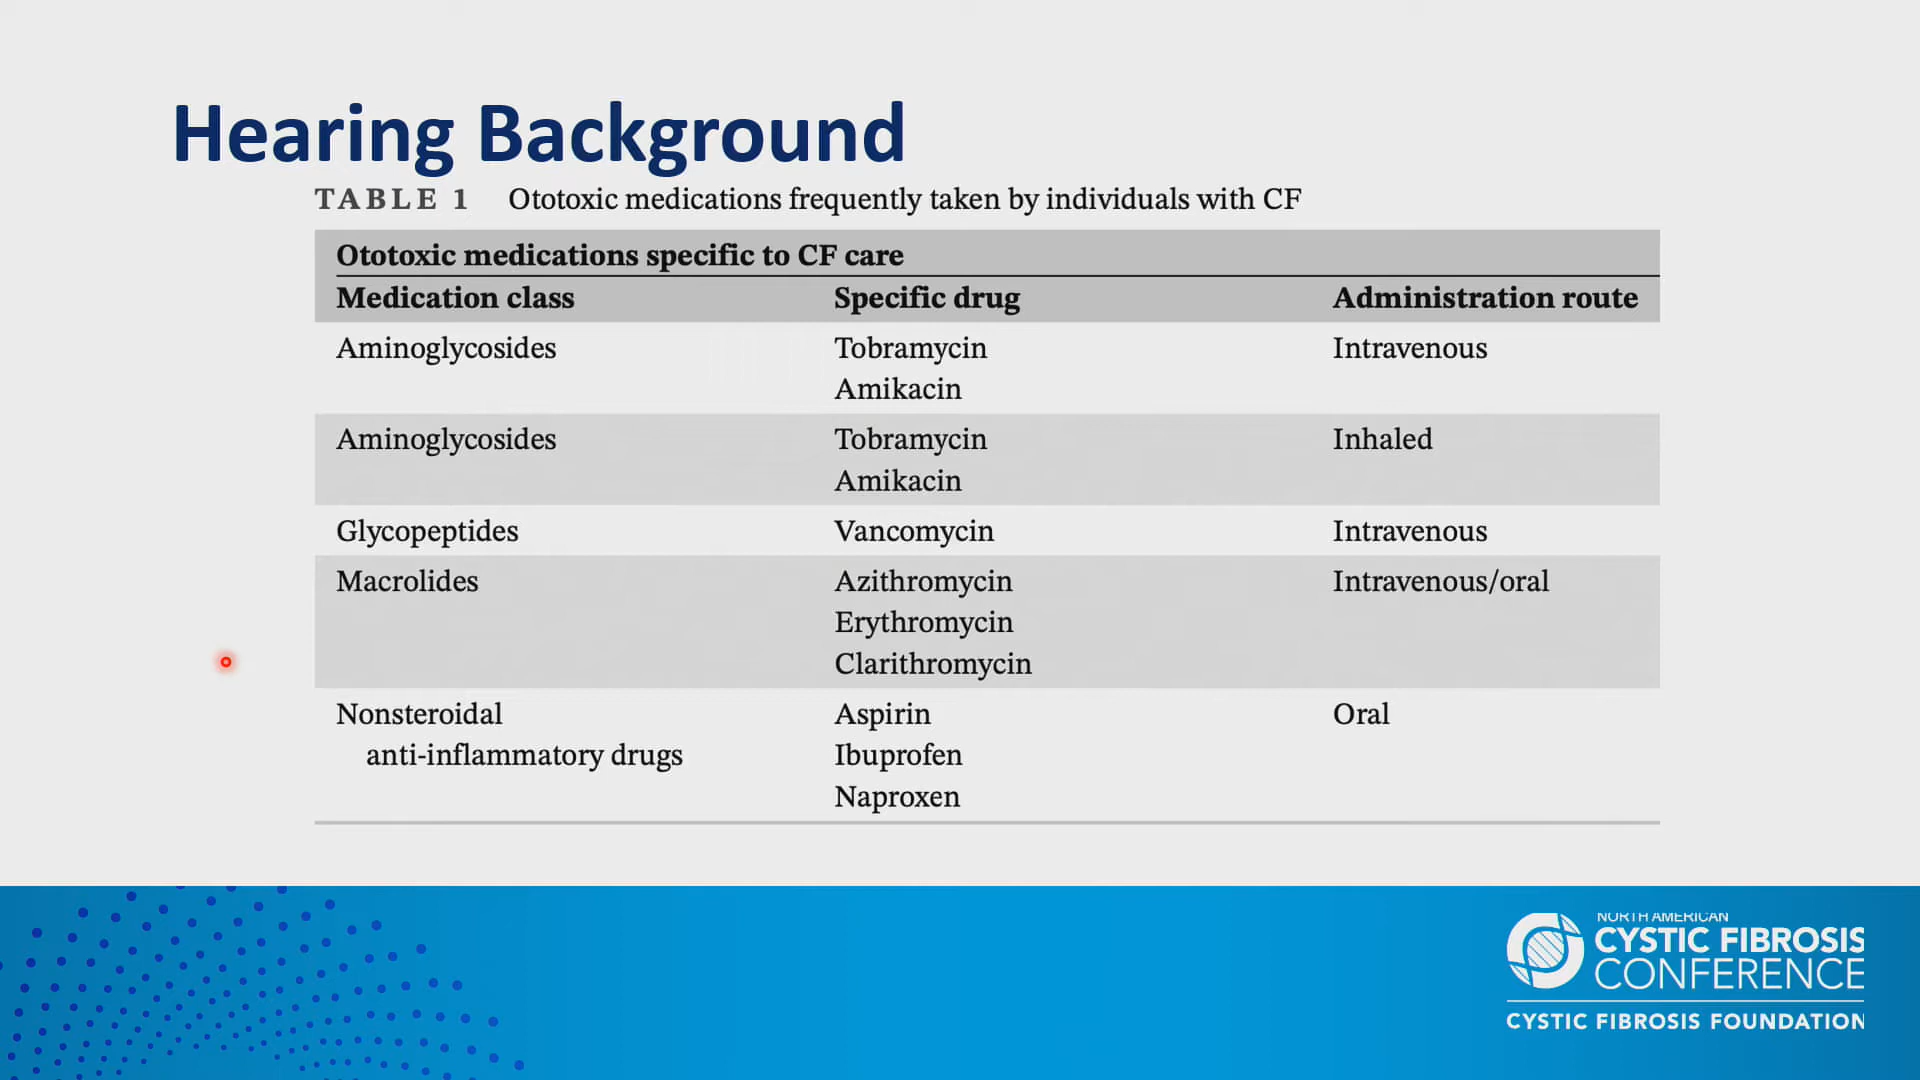 Hearing Background
TABLE 1 Ototoxic medications frequently taken by individuals with CF
Ototoxic medications specific to CF care
Medication class Specific drug Administration route
Aminoglycosides Tobramycin Intravenous
Amikacin
Aminoglycosides Tobramycin Inhaled
Amikacin
Glycopeptides Vancomycin Intravenous
Macrolides Azithromycin Intravenous/oral
Erythromycin
Clarithromycin
Nonsteroidal Aspirin Oral
anti-inflammatory drugs Ibuprofen
Naproxen
NORTH AMERICAN
CYSTIC FIBROSIS
CONFERENCE
CYSTIC FIBROSIS FOUNDATION